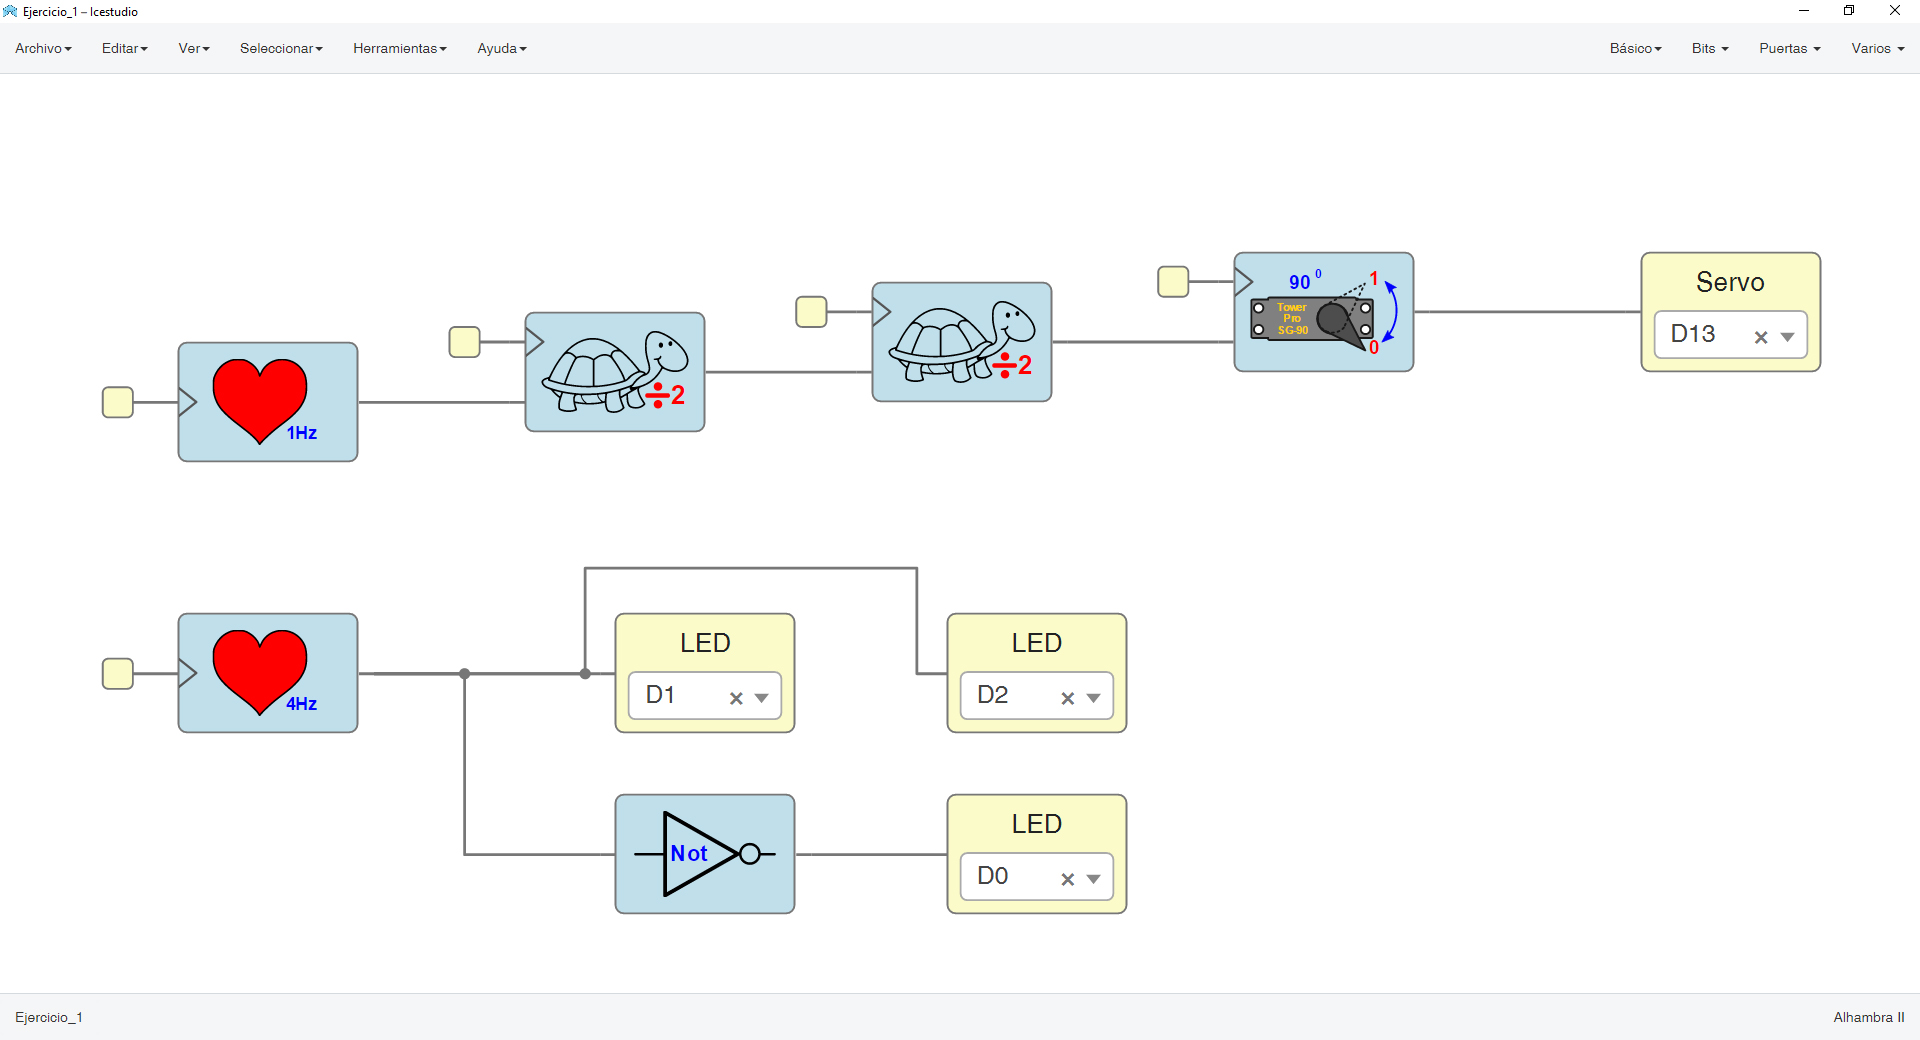 Ejercicio_1 – Icestudio
Archivo Editar Ver Seleccionar Herramientas Ayuda Básico Bits Puertas Varios
1Hz
÷2
÷2
90 0
1
Tower
Pro
SG-90
0
Servo
D13
4Hz
LED
D1
LED
D2
Not
LED
D0
Ejercicio_1
Alhambra II